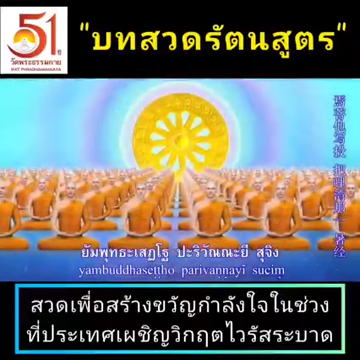 51 ปี
วัดพระธรรมกาย
WAT PHRADHAMMAKAYA
"บทสวดรัตนสูตร"
ยัมพุทธะเสฏโฐ ปะริวัณณะยี สุจิง
yambuddhasettho parivannayi sucim
สวดเพื่อสร้างขวัญกำลังใจในช่วง
ที่ประเทศเผชิญวิกฤตไวรัสระบาด